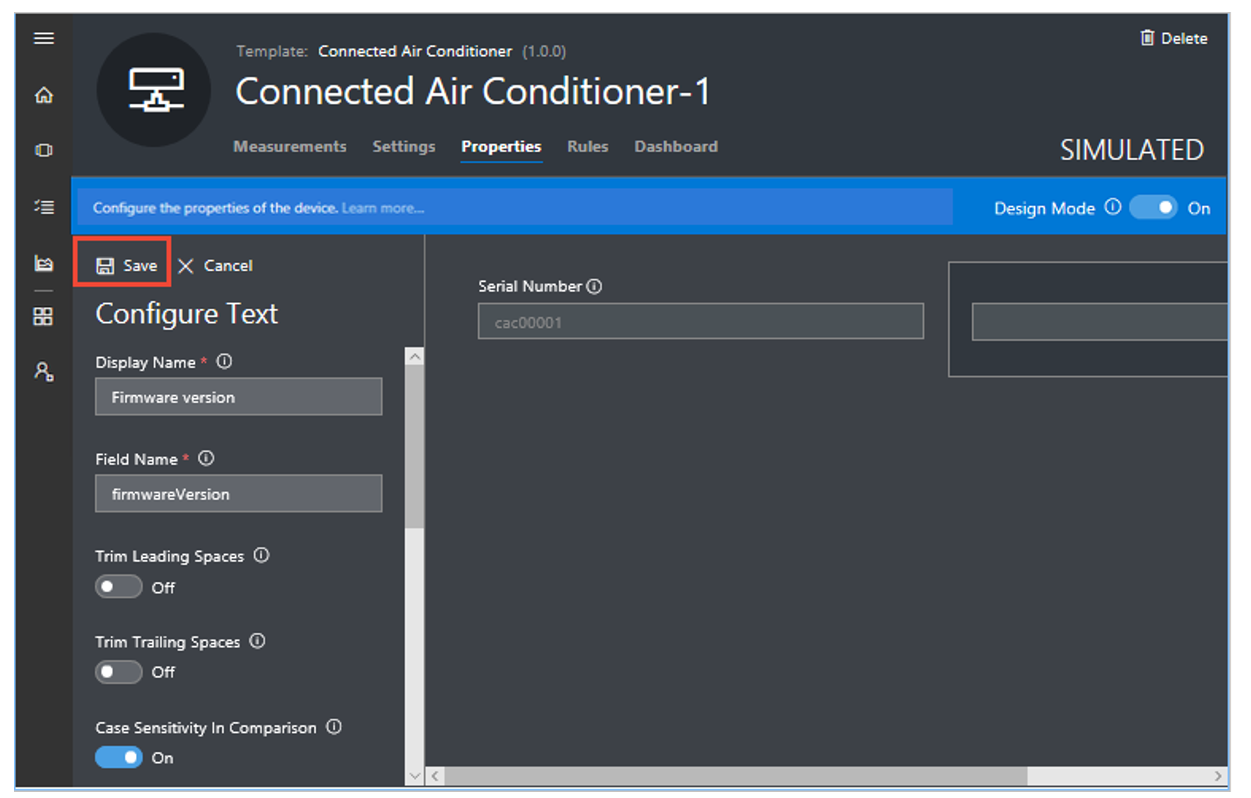 Delete
Template: Connected Air Conditioner (1.0.0)
Connected Air Conditioner-1
Measurements Settings Properties Rules Dashboard
SIMULATED
Configure the properties of the device. Learn more...
Design Mode On
Save Cancel
Configure Text
Display Name *
Firmware version
Field Name *
firmwareVersion
Trim Leading Spaces
Off
Trim Trailing Spaces
Off
Case Sensitivity In Comparison
On
Serial Number
cac00001